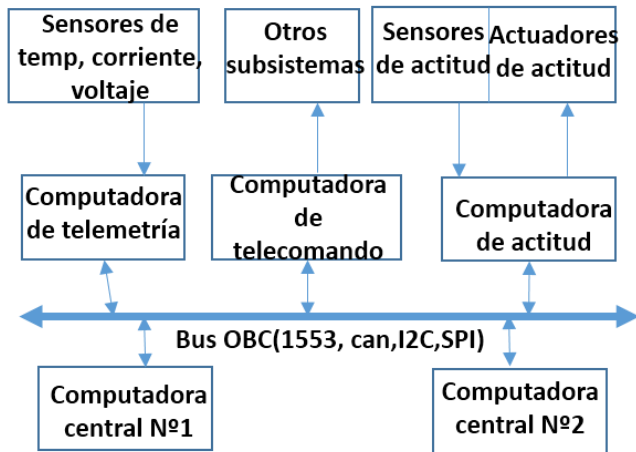 Sensores de
temp, corriente,
voltaje
Otros
subsistemas
Sensores
de actitud
Actuadores
de actitud
Computadora
de telemetría
Computadora
de
telecomando
Computadora
de actitud
Bus OBC(1553, can,I2C,SPI)
Computadora
central Nº1
Computadora
central Nº2